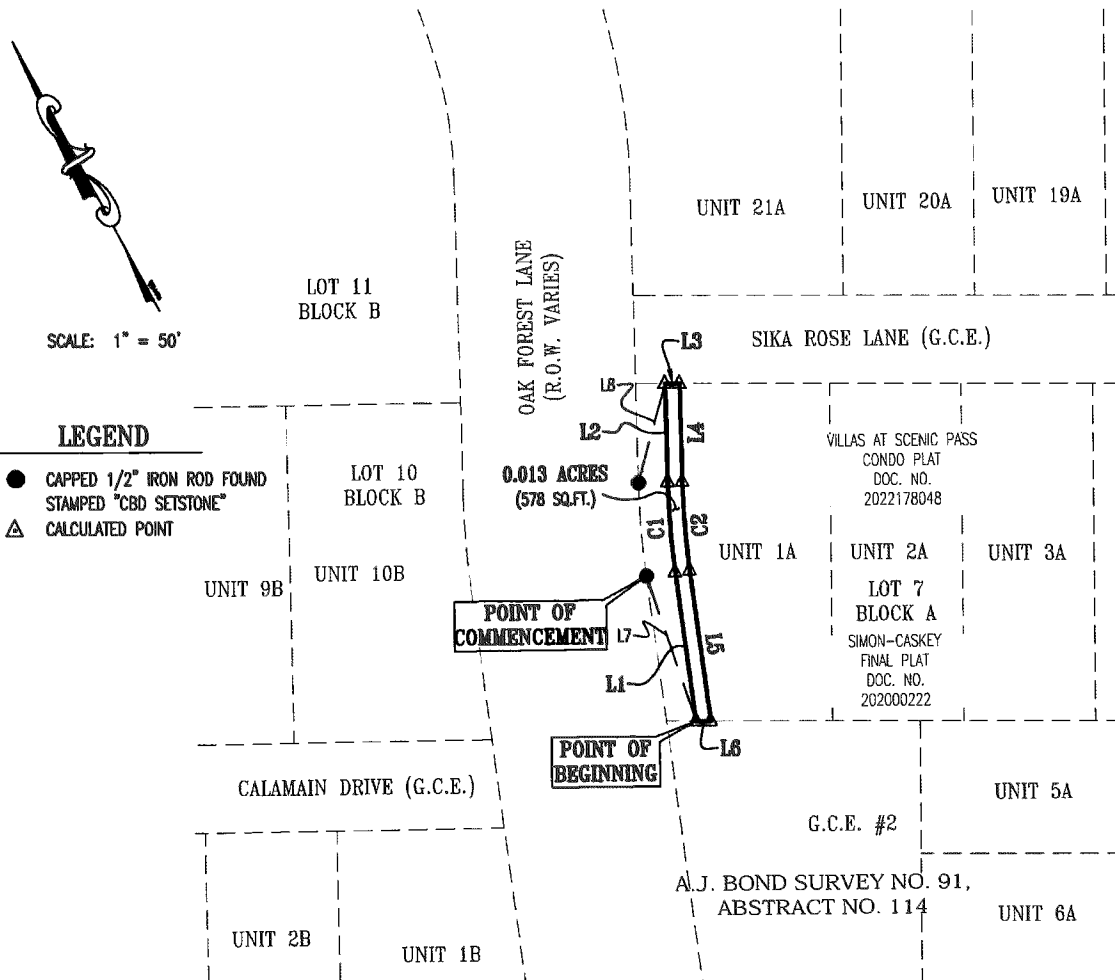 UNIT 21A
UNIT 20A
UNIT 19A
OAK FOREST LANE
(R.O.W. VARIES)
LOT 11
BLOCK B
N
SCALE: 1" = 50'
SIKA ROSE LANE (G.C.E.)
L3
L8
L2
L4
LEGEND
CAPPED 1/2" IRON ROD FOUND
STAMPED "CBD SETSTONE"
CALCULATED POINT
LOT 10
BLOCK B
0.013 ACRES
(578 SQ.FT.)
VILLAS AT SCENIC PASS
CONDO PLAT
DOC. NO.
2022178048
C1
C2
UNIT 9B
UNIT 10B
UNIT 1A
UNIT 2A
UNIT 3A
LOT 7
BLOCK A
SIMON-CASKEY
FINAL PLAT
DOC. NO.
202000222
POINT OF
COMMENCEMENT
L7
L5
L1
POINT OF
BEGINNING
L6
CALAMAIN DRIVE (G.C.E.)
UNIT 5A
G.C.E. #2
A.J. BOND SURVEY NO. 91,
ABSTRACT NO. 114
UNIT 6A
UNIT 2B
UNIT 1B